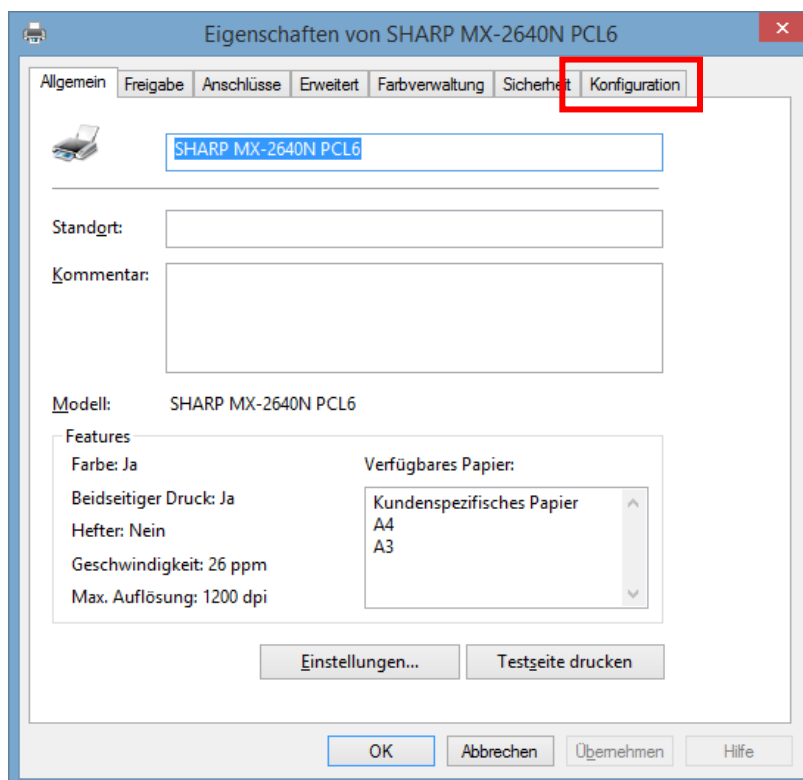 Eigenschaften von SHARP MX-2640N PCL6
Allgemein Freigabe Anschlüsse Erweitert Farbverwaltung Sicherheit Konfiguration
SHARP MX-2640N PCL6
Standort:
Kommentar:
Modell: SHARP MX-2640N PCL6
Features
Farbe: Ja Verfügbares Papier:
Beidseitiger Druck: Ja
Hefter: Nein
Geschwindigkeit: 26 ppm
Max. Auflösung: 1200 dpi
Kundenspezifisches Papier
A4
A3
Einstellungen... Testseite drucken
OK Abbrechen Übernehmen Hilfe